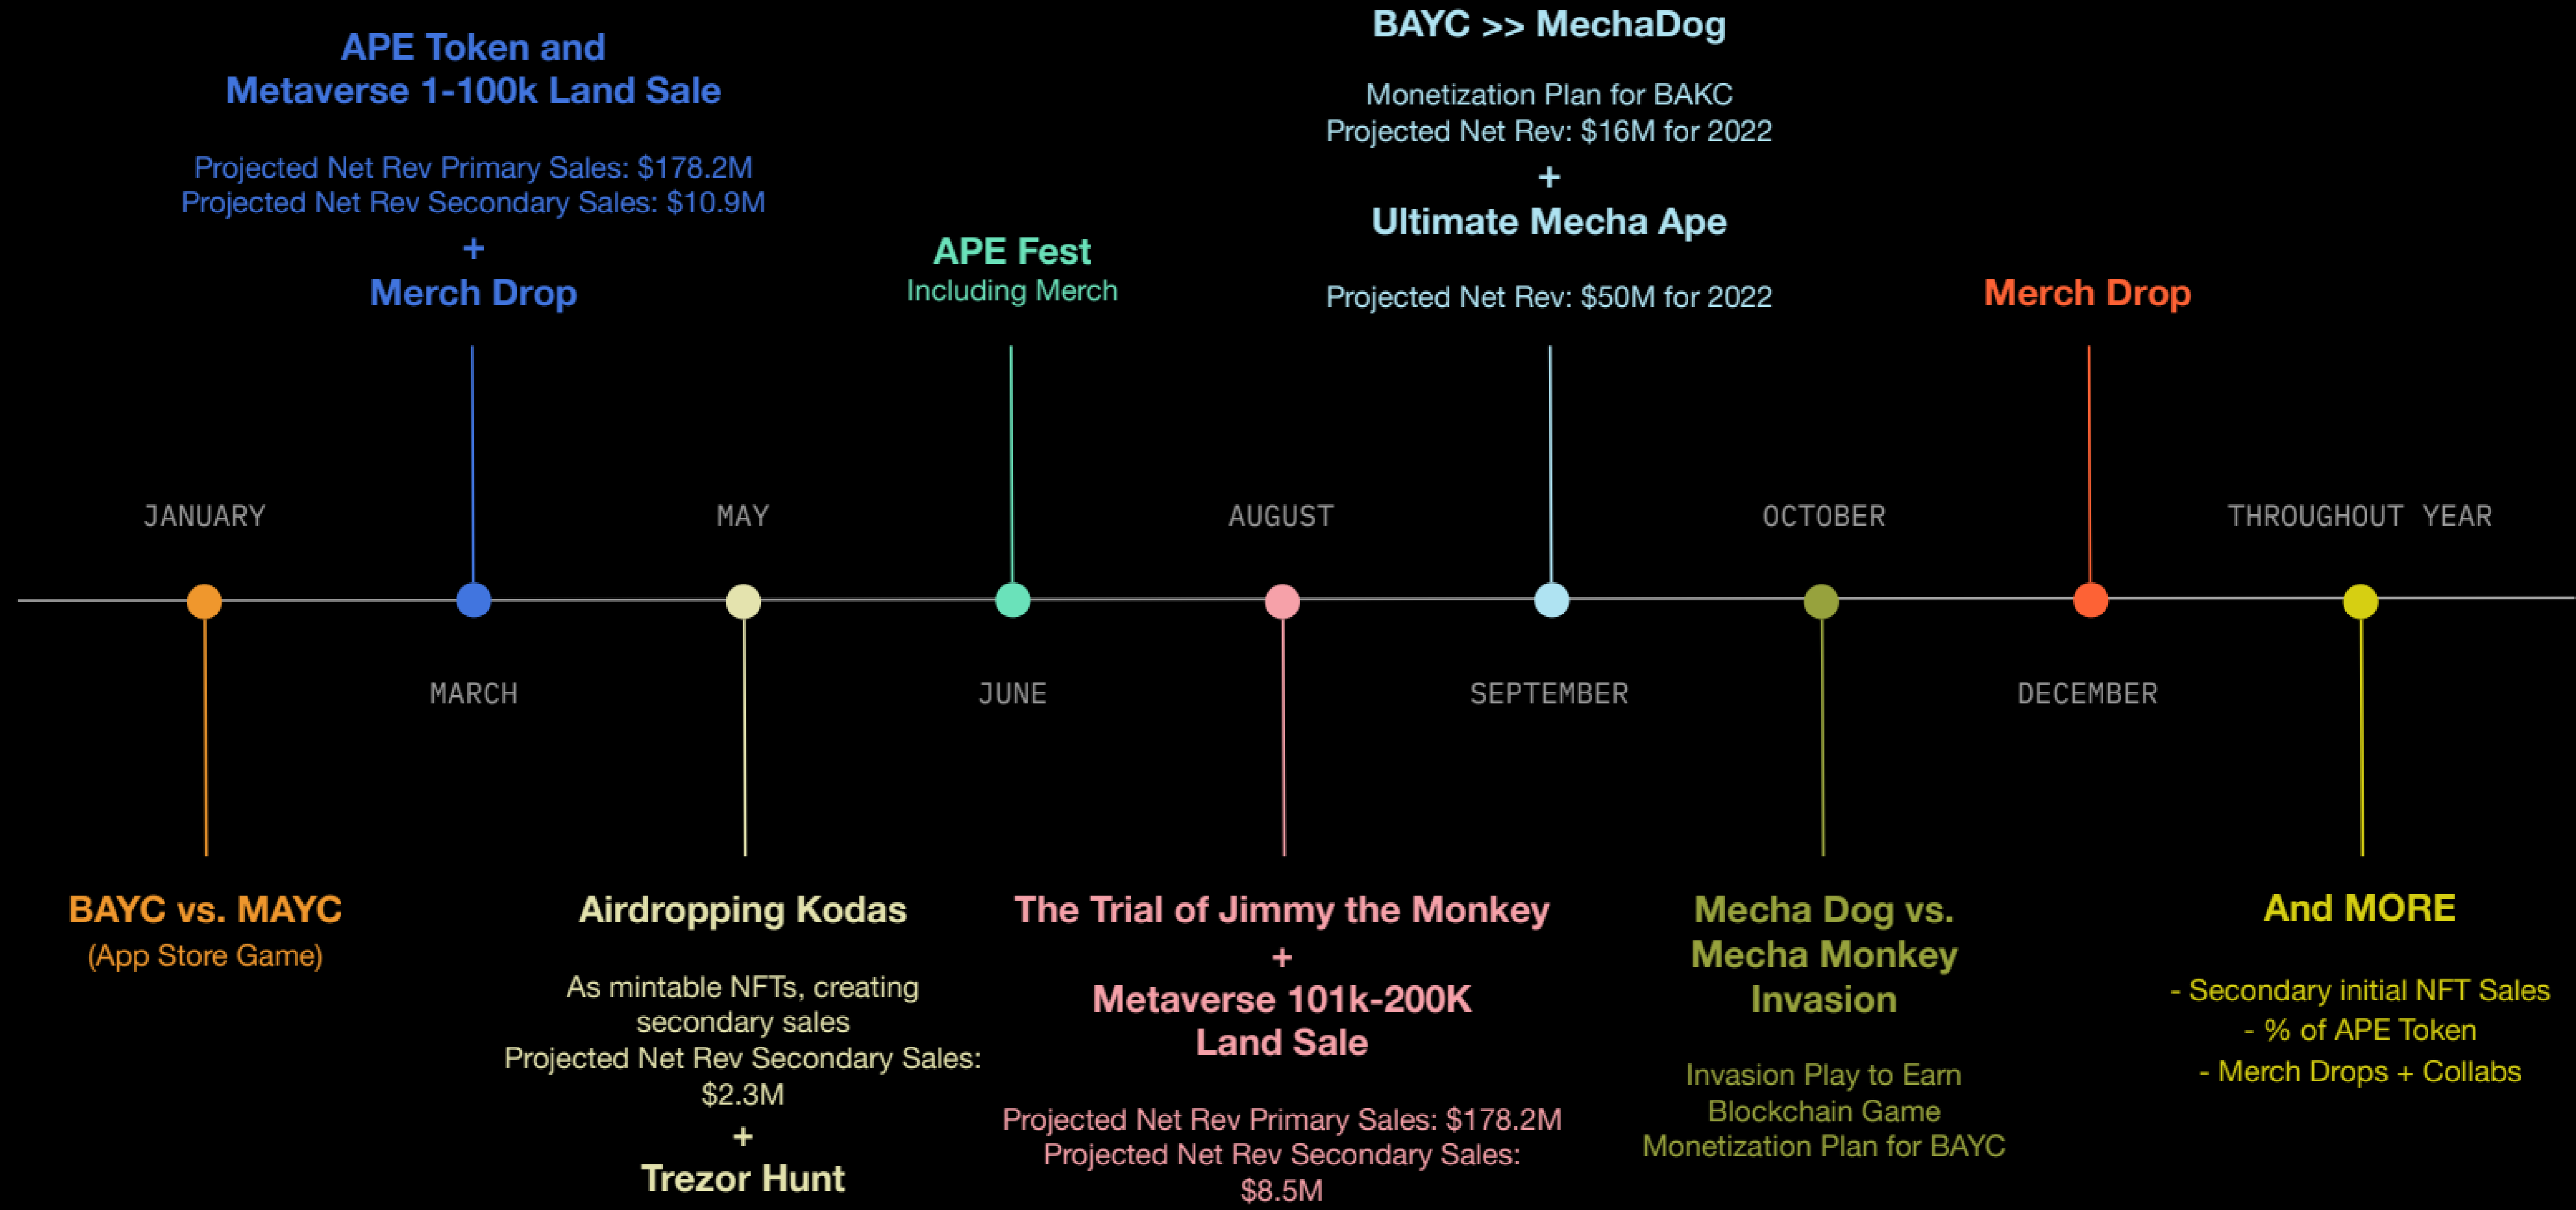 APE Token and
Metaverse 1-100k Land Sale
Projected Net Rev Primary Sales: $178.2M
Projected Net Rev Secondary Sales: $10.9M
+
Merch Drop
APE Fest
Including Merch
BAYC >> MechaDog
Monetization Plan for BAKC
Projected Net Rev: $16M for 2022
+
Ultimate Mecha Ape
Projected Net Rev: $50M for 2022
Merch Drop
JANUARY
MAY
AUGUST
OCTOBER
THROUGHOUT YEAR
MARCH
JUNE
SEPTEMBER
DECEMBER
BAYC vs. MAYC
(App Store Game)
Airdropping Kodas
As mintable NFTs, creating
secondary sales
Projected Net Rev Secondary Sales:
$2.3M
+
Trezor Hunt
The Trial of Jimmy the Monkey
+
Metaverse 101k-200K
Land Sale
Projected Net Rev Primary Sales: $178.2M
Projected Net Rev Secondary Sales:
$8.5M
Mecha Dog vs.
Mecha Monkey
Invasion
Invasion Play to Earn
Blockchain Game
Monetization Plan for BAYC
And MORE
- Secondary initial NFT Sales
- % of APE Token
- Merch Drops + Collabs